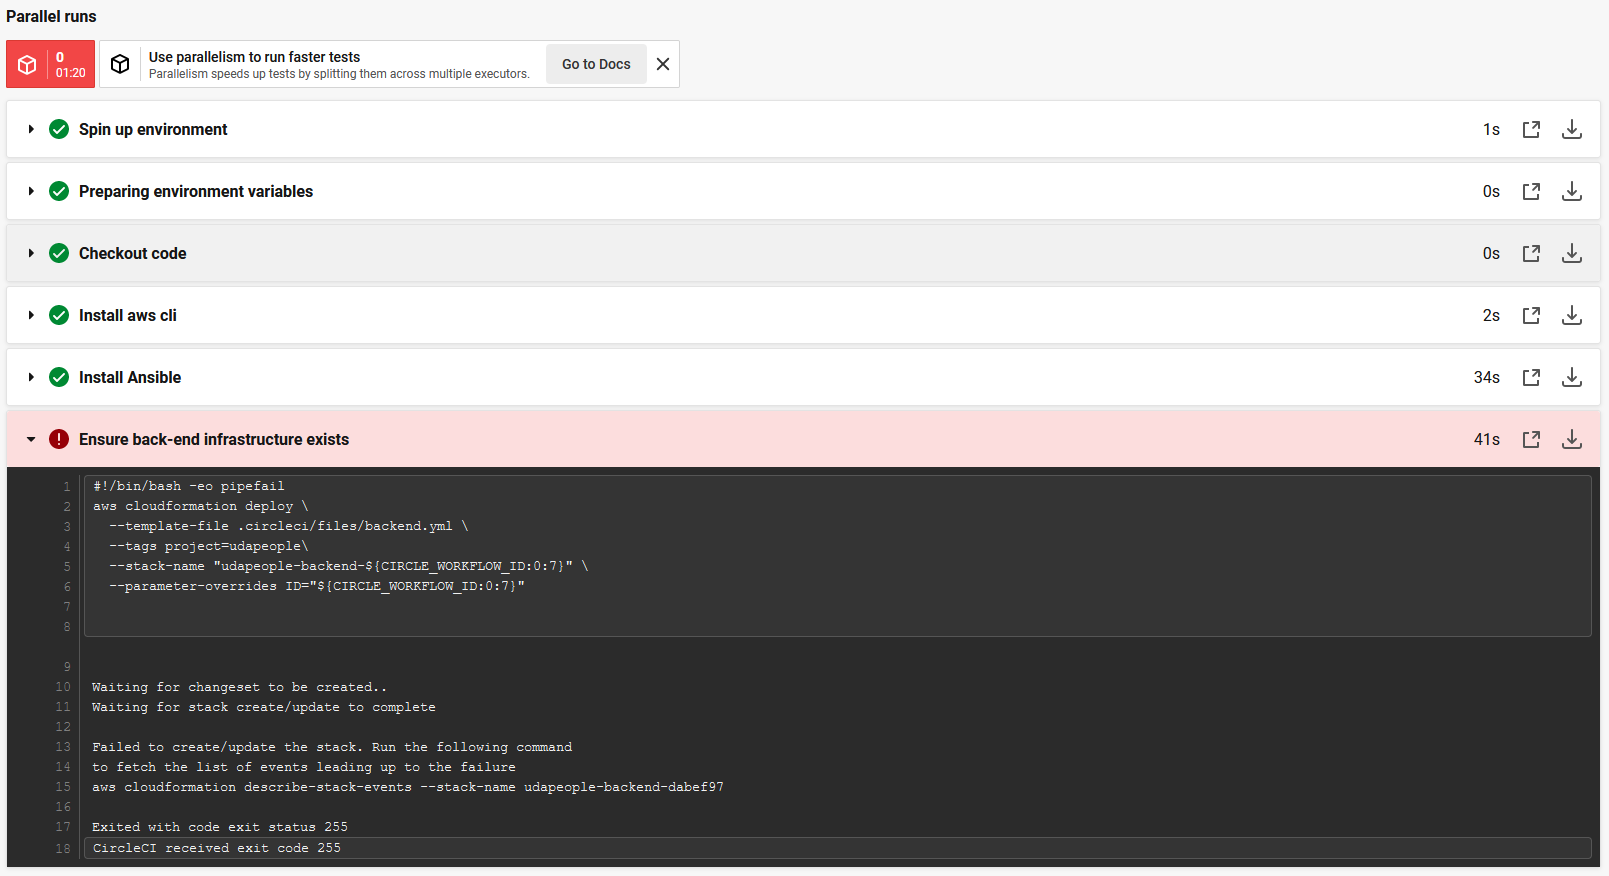 Parallel runs
0
01:20
Use parallelism to run faster tests
Parallelism speeds up tests by splitting them across multiple executors.
Go to Docs
Spin up environment
1s
Preparing environment variables
0s
Checkout code
0s
Install aws cli
2s
Install Ansible
34s
Ensure back-end infrastructure exists
41s
1 #!/bin/bash -eo pipefail
2 aws cloudformation deploy \
3   --template-file .circleci/files/backend.yml \
4   --tags project=udapeople\
5   --stack-name "udapeople-backend-${CIRCLE_WORKFLOW_ID:0:7}" \
6   --parameter-overrides ID="${CIRCLE_WORKFLOW_ID:0:7}"
7
8
9
10 Waiting for changeset to be created..
11 Waiting for stack create/update to complete
12
13 Failed to create/update the stack. Run the following command
14 to fetch the list of events leading up to the failure
15 aws cloudformation describe-stack-events --stack-name udapeople-backend-dabef97
16
17 Exited with code exit status 255
18 CircleCI received exit code 255